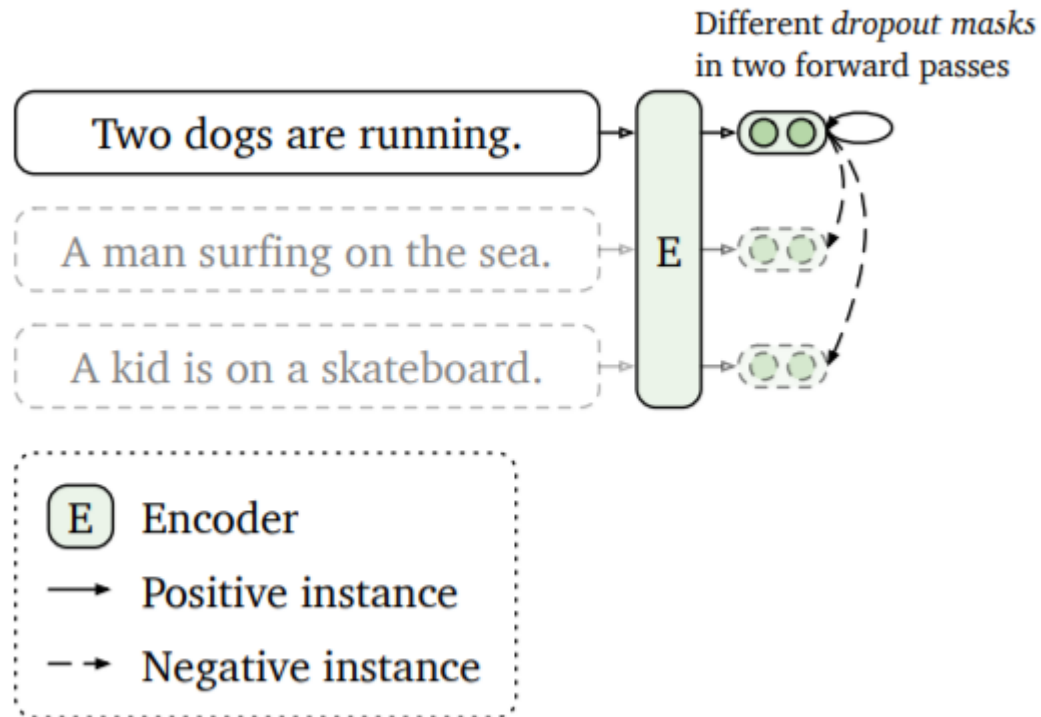 Different dropout masks
in two forward passes
Two dogs are running.
A man surfing on the sea.
E
A kid is on a skateboard.
E Encoder
Positive instance
Negative instance